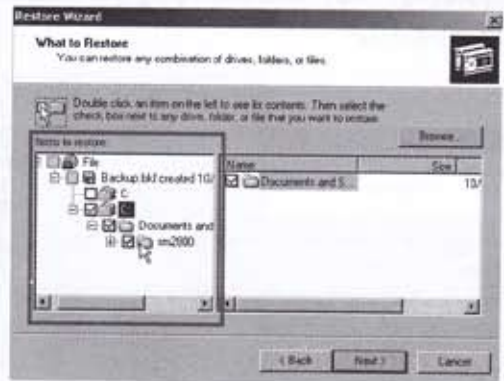 Restore Wizard
What to Restore
You can restore any combination of drives, folders, or files.
Double click an item on the left to see its contents. Then select the
check box next to any drive, folder, or file that you want to restore.
Items to restore:
Browse...
File
Backup.bkf created 10/
C:
C:
Documents and
sm2000
Name
Size
Documents and S...
10/
< Back
Next >
Cancel